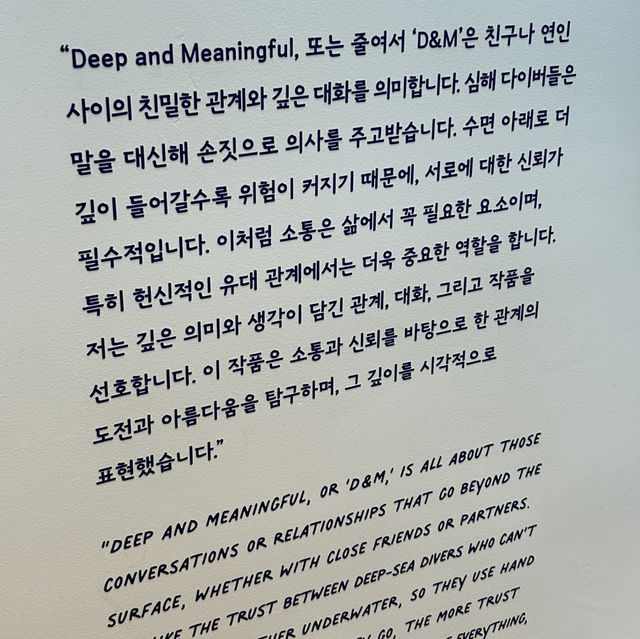 “Deep and Meaningful, 또는 줄여서 ‘D&M’은 친구나 연인
사이의 친밀한 관계와 깊은 대화를 의미합니다. 심해 다이버들은
말을 대신해 손짓으로 의사를 주고받습니다. 수면 아래로 더
깊이 들어갈수록 위험이 커지기 때문에, 서로에 대한 신뢰가
필수적입니다. 이처럼 소통은 삶에서 꼭 필요한 요소이며,
특히 헌신적인 유대 관계에서는 더욱 중요한 역할을 합니다.
저는 깊은 의미와 생각이 담긴 관계, 대화, 그리고 작품을
선호합니다. 이 작품은 소통과 신뢰를 바탕으로 한 관계의
도전과 아름다움을 탐구하며, 그 깊이를 시각적으로
표현했습니다.”
"DEEP AND MEANINGFUL, OR 'D&M,' IS ALL ABOUT THOSE
CONVERSATIONS OR RELATIONSHIPS THAT GO BEYOND THE
SURFACE, WHETHER WITH CLOSE FRIENDS OR PARTNERS.
THE TRUST BETWEEN DEEP-SEA DIVERS WHO CAN'T
UNDERWATER, SO THEY USE HAND
GO, THE MORE TRUST
EVERYTHING,